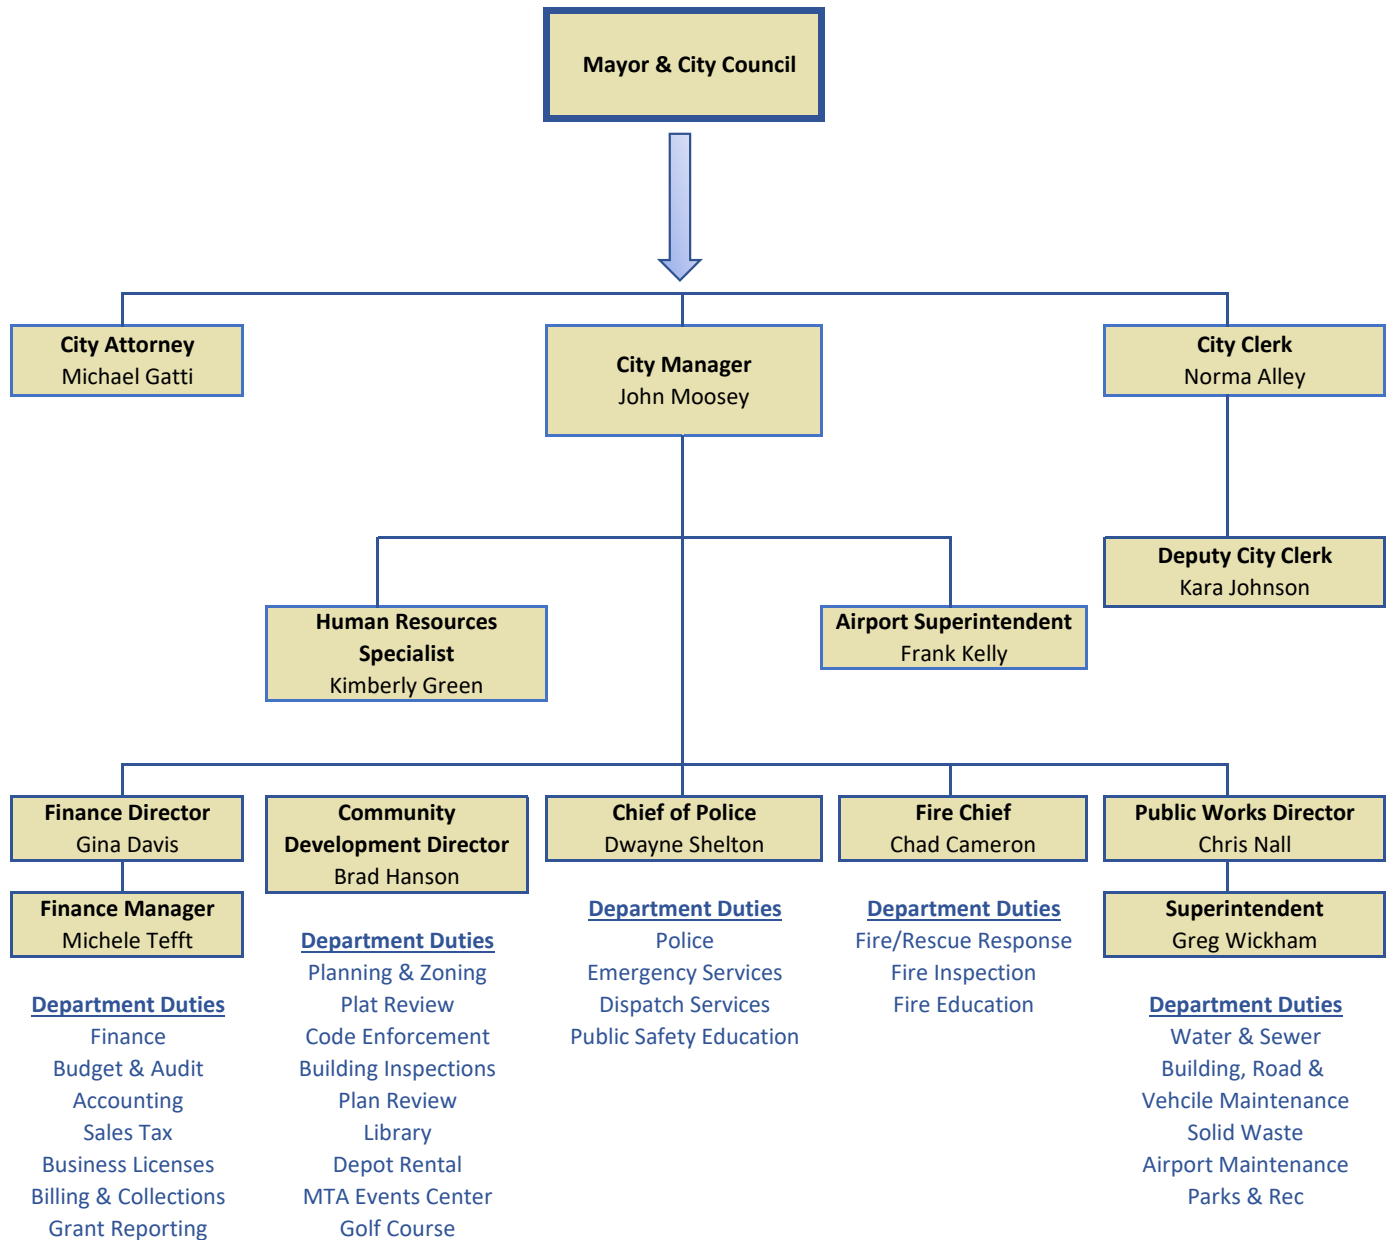 Mayor & City Council
City Attorney
Michael Gatti
City Manager
John Moosey
City Clerk
Norma Alley
Deputy City Clerk
Kara Johnson
Human Resources
Specialist
Kimberly Green
Airport Superintendent
Frank Kelly
Finance Director
Gina Davis
Finance Manager
Michele Tefft
Department Duties
Finance
Budget & Audit
Accounting
Sales Tax
Business Licenses
Billing & Collections
Grant Reporting
Community
Development Director
Brad Hanson
Department Duties
Planning & Zoning
Plat Review
Code Enforcement
Building Inspections
Plan Review
Library
Depot Rental
MTA Events Center
Golf Course
Chief of Police
Dwayne Shelton
Department Duties
Police
Emergency Services
Dispatch Services
Public Safety Education
Fire Chief
Chad Cameron
Department Duties
Fire/Rescue Response
Fire Inspection
Fire Education
Public Works Director
Chris Nall
Superintendent
Greg Wickham
Department Duties
Water & Sewer
Building, Road &
Vehcile Maintenance
Solid Waste
Airport Maintenance
Parks & Rec